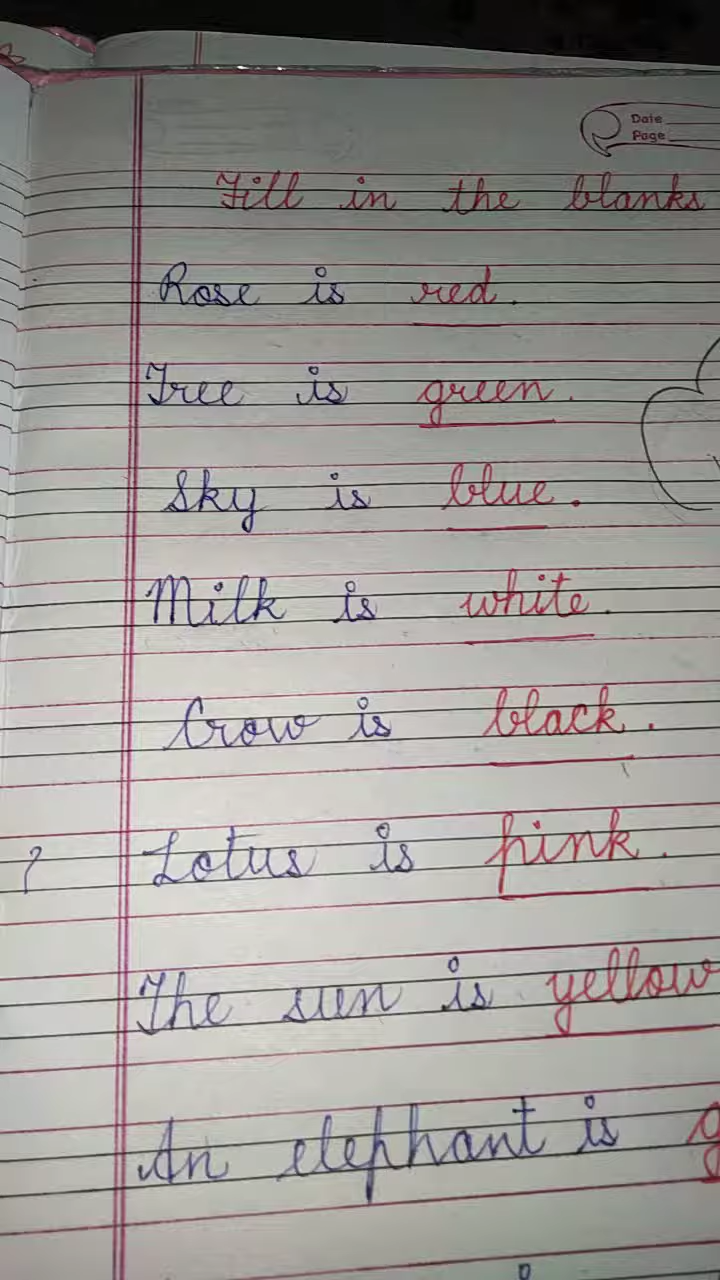 Date
Page
Fill in the blanks
Rose is red.
Tree is green.
Sky is blue.
Milk is white.
Crow is black.
? Lotus is pink.
The sun is yellow
An elephant is g